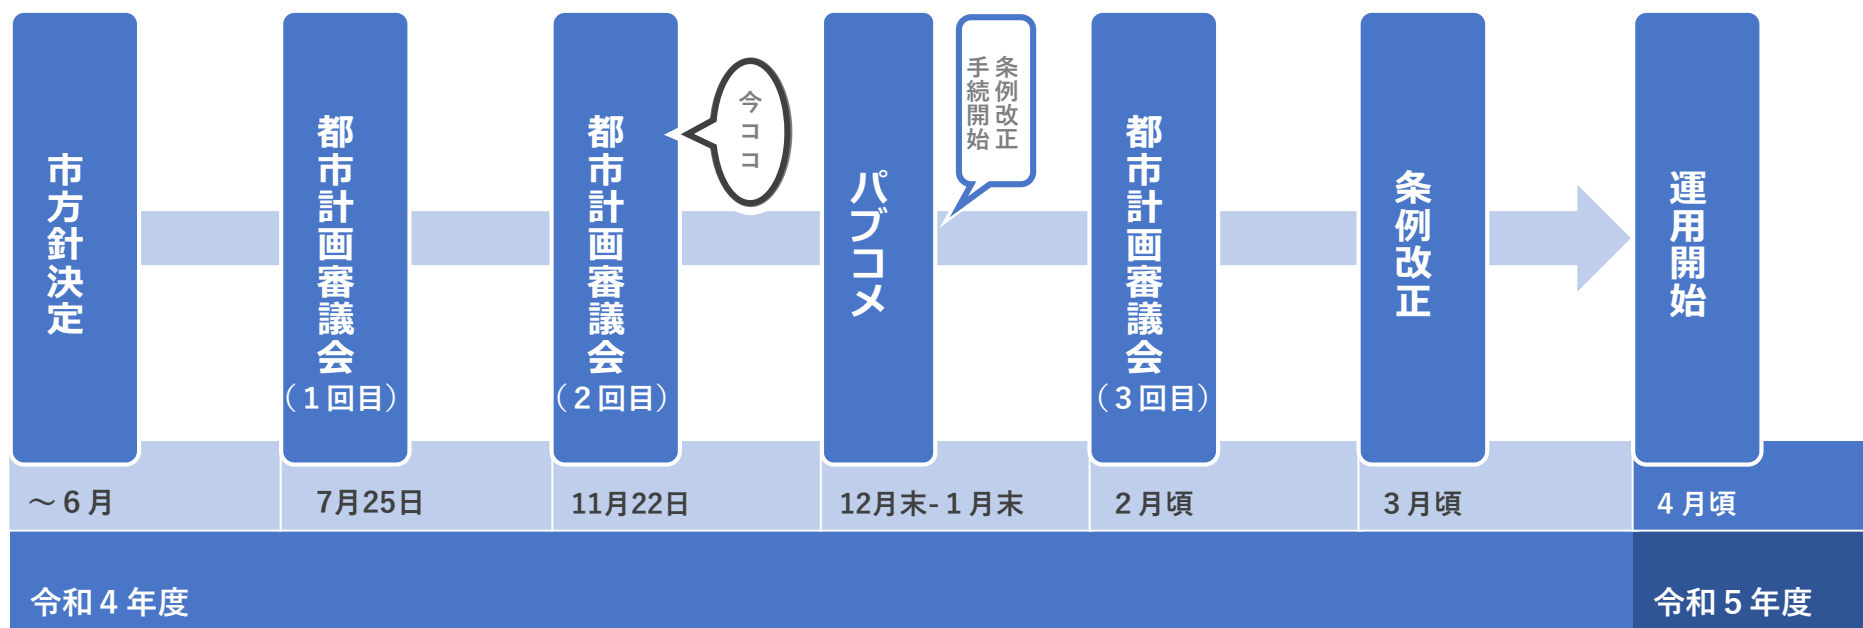 市方針決定
都市計画審議会
（１回目）
都市計画審議会
（２回目）
今ココ
パブコメ
条例改正
手続開始
都市計画審議会
（３回目）
条例改正
運用開始
～６月
7月25日
11月22日
12月末-１月末
２月頃
３月頃
４月頃
令和４年度
令和５年度